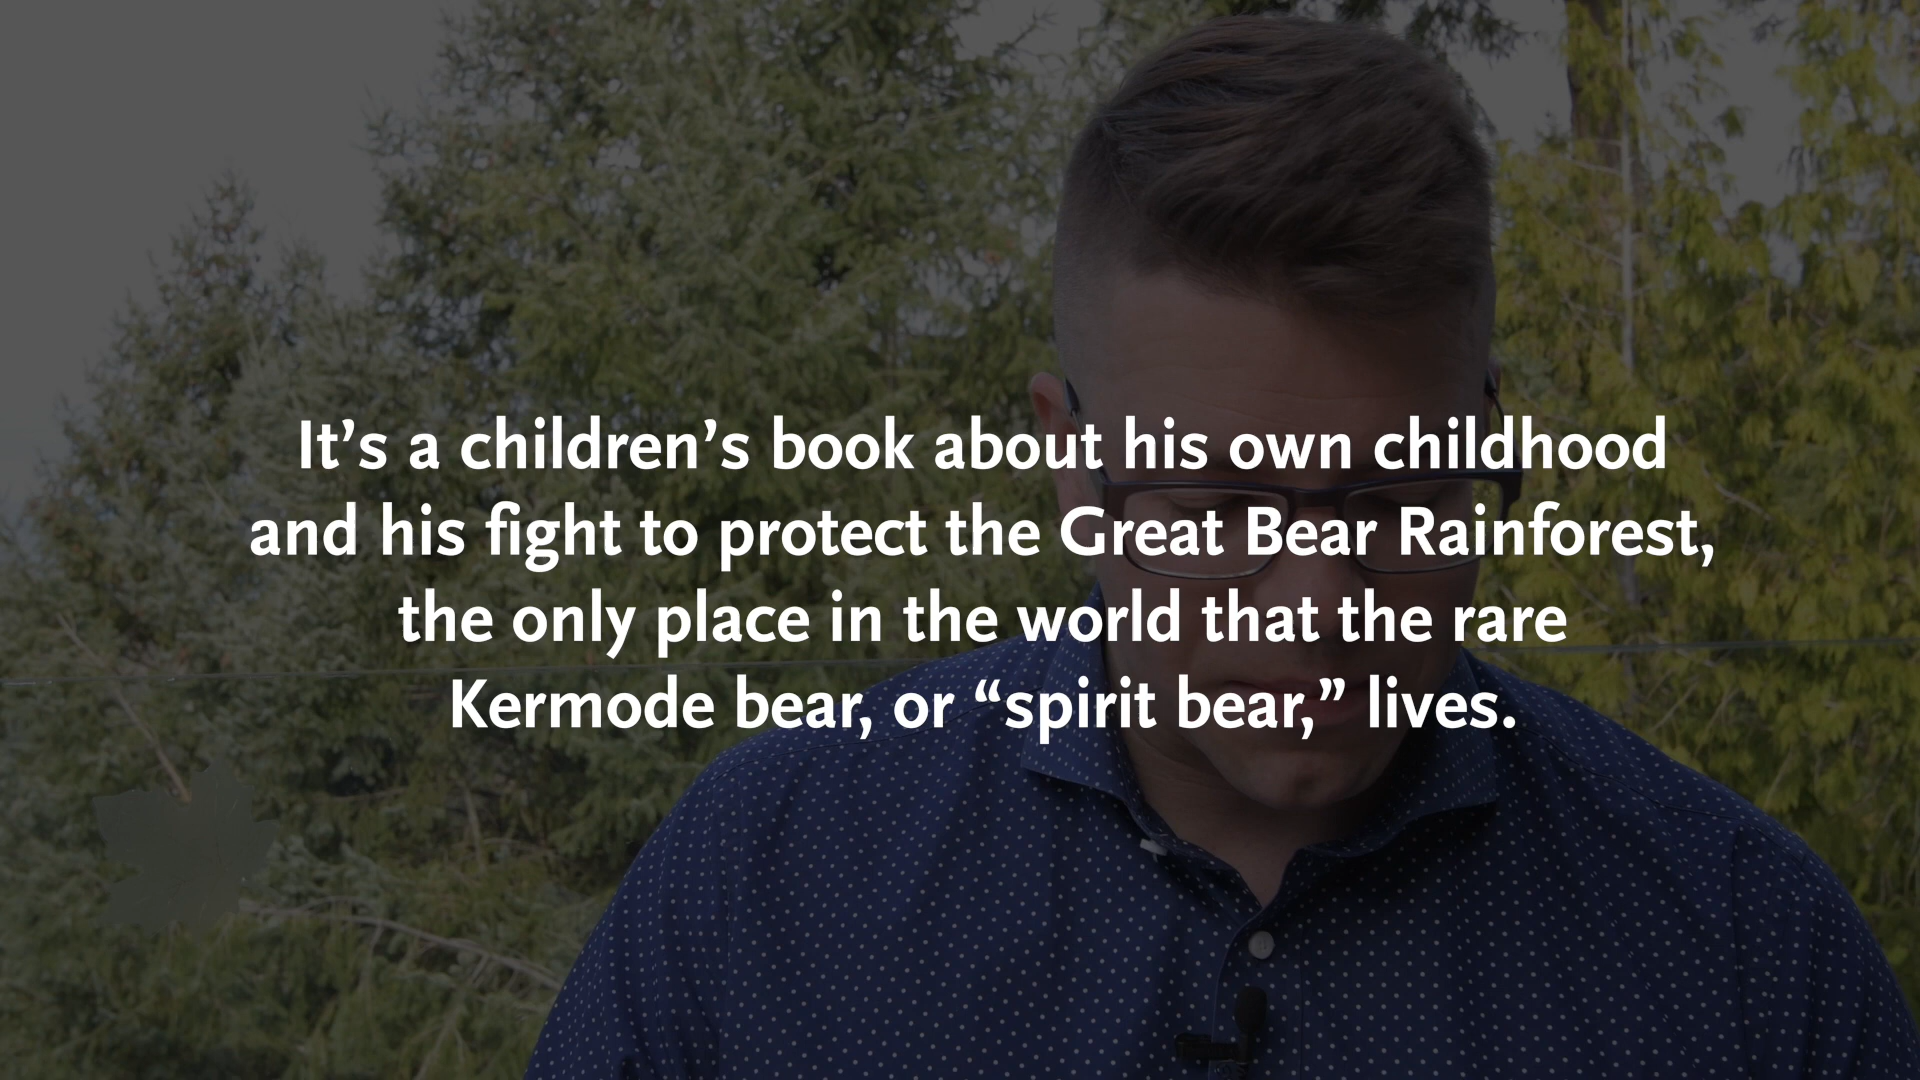 It’s a children’s book about his own childhood
and his fight to protect the Great Bear Rainforest,
the only place in the world that the rare
Kermode bear, or “spirit bear,” lives.